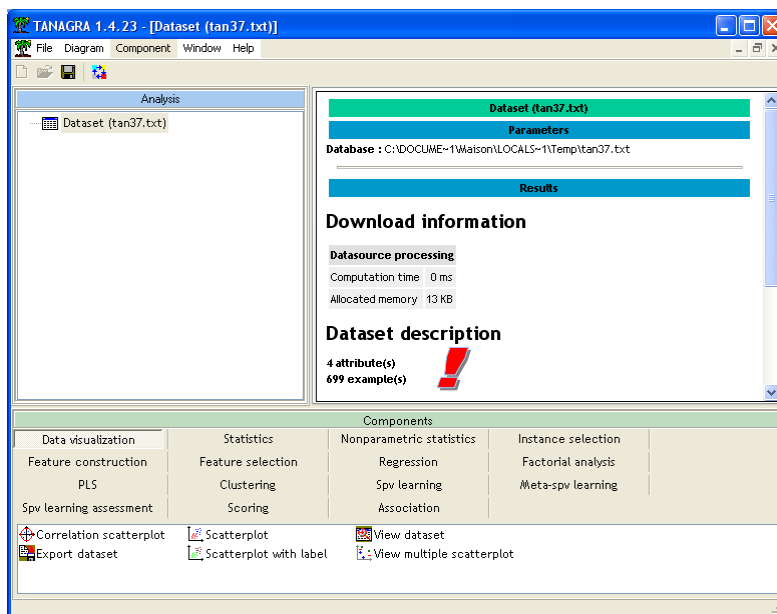 TANAGRA 1.4.23 - [Dataset (tan37.txt)]
File Diagram Component Window Help
Analysis
Dataset (tan37.txt)
Dataset (tan37.txt)
Parameters
Database : C:\DOCUME~1\Maison\LOCALS~1\Temp\tan37.txt
Results
Download information
Datasource processing
Computation time 0 ms
Allocated memory 13 KB
Dataset description
4 attribute(s)
699 example(s)
!
Components
Data visualization Statistics Nonparametric statistics Instance selection
Feature construction Feature selection Regression Factorial analysis
PLS Clustering Spv learning Meta-spv learning
Spv learning assessment Scoring Association
Correlation scatterplot Scatterplot View dataset
Export dataset Scatterplot with label View multiple scatterplot